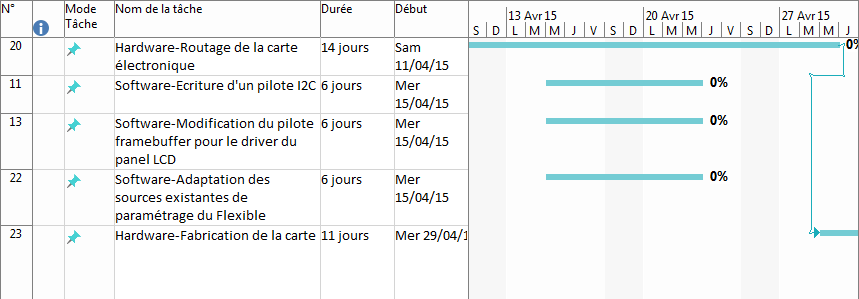 N° Mode Tâche Nom de la tâche Durée Début
13 Avr 15 20 Avr 15 27 Avr 15
S D L M M J V S D L M M J V S D L M M J
20 Hardware-Routage de la carte électronique 14 jours Sam 11/04/15 0%
11 Software-Ecriture d'un pilote I2C 6 jours Mer 15/04/15 0%
13 Software-Modification du pilote framebuffer pour le driver du panel LCD 6 jours Mer 15/04/15 0%
22 Software-Adaptation des sources existantes de paramétrage du Flexible 6 jours Mer 15/04/15 0%
23 Hardware-Fabrication de la carte 11 jours Mer 29/04/1